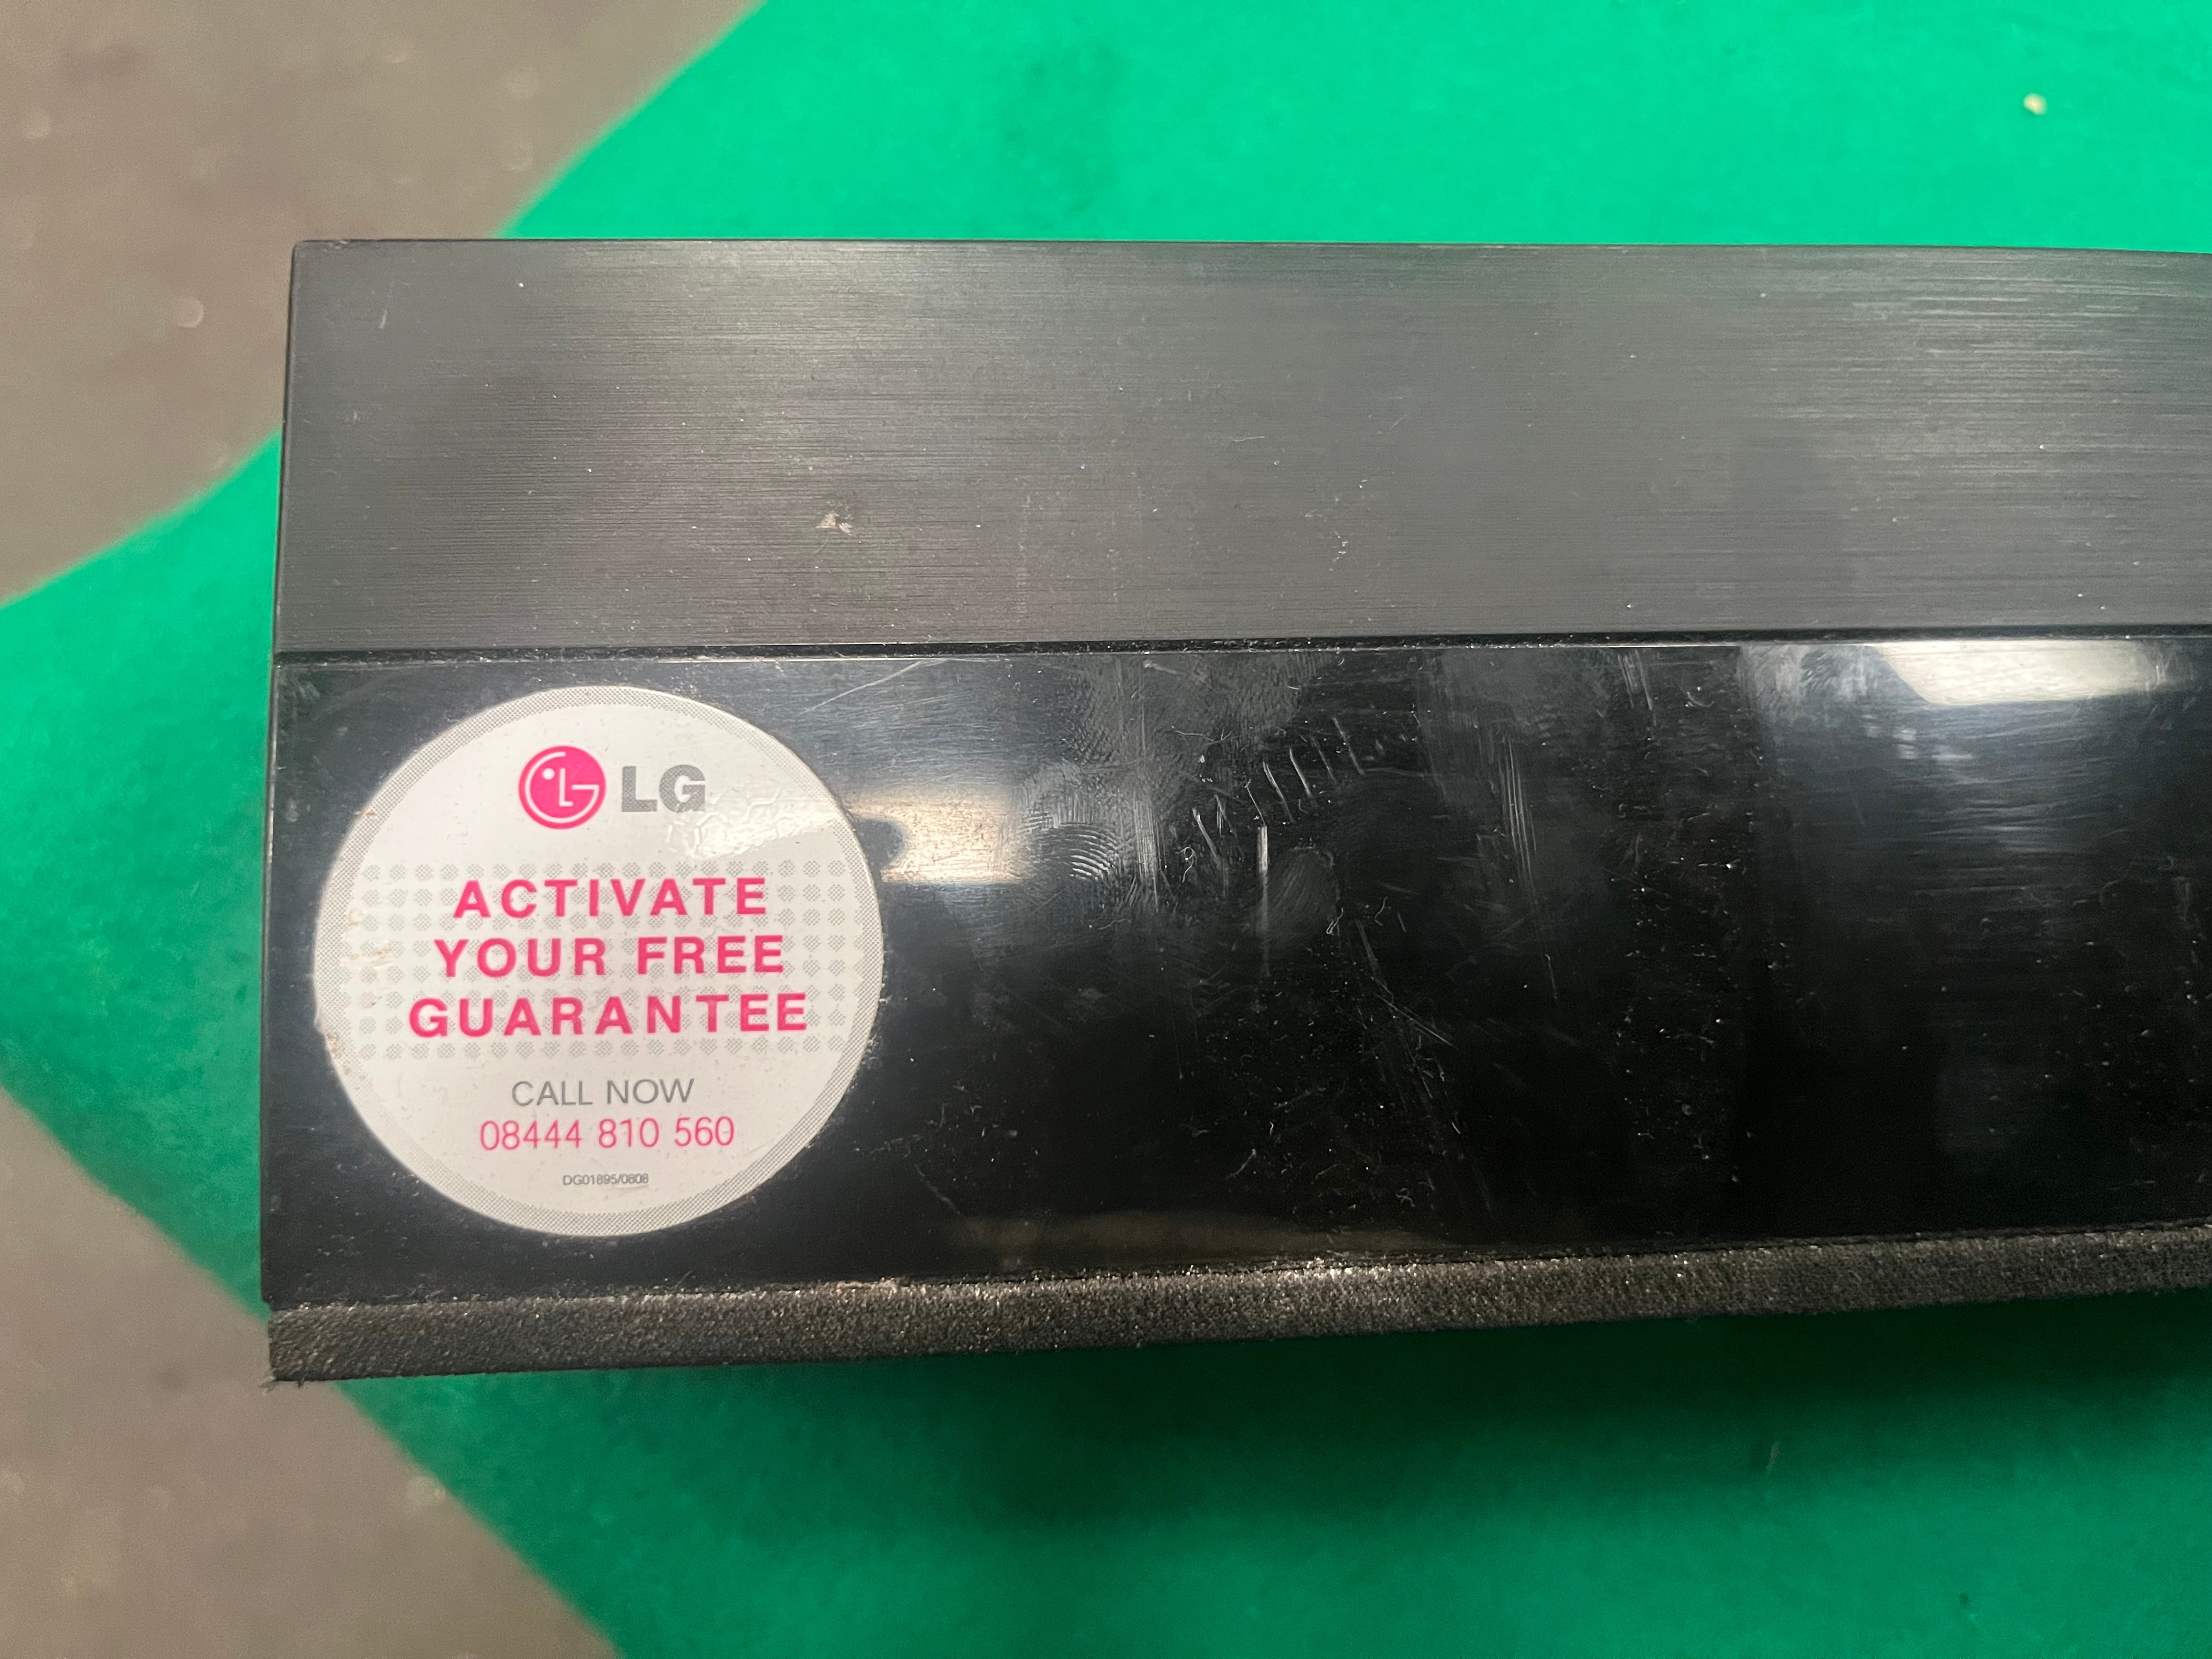 LG
ACTIVATE
YOUR FREE
GUARANTEE
CALL NOW
08444 810 560
DG01895/0808